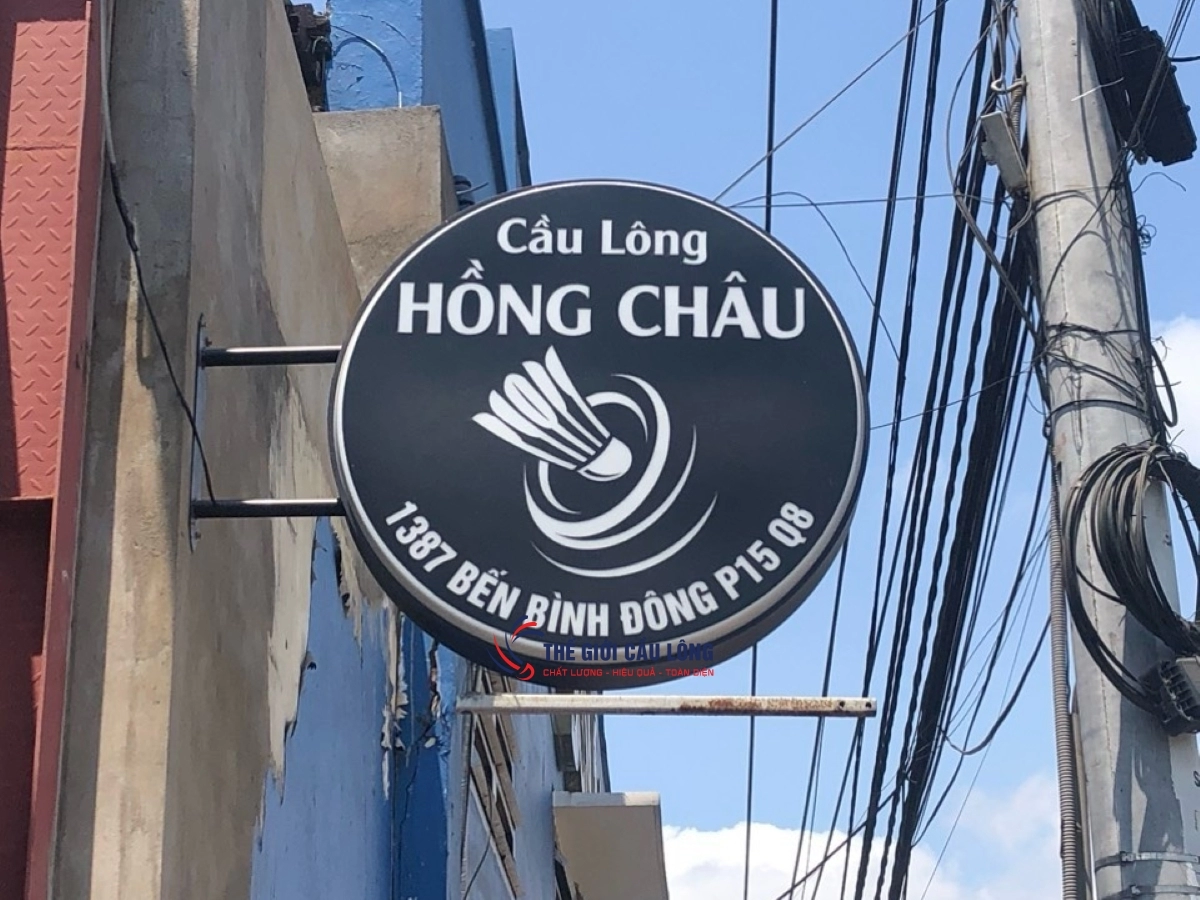 Cầu Lông
HỒNG CHÂU
1387 BẾN BÌNH ĐÔNG P15 Q8
THẾ GIỚI CẦU LÔNG
CHẤT LƯỢNG - HIỆU QUẢ - TOÀN DIỆN